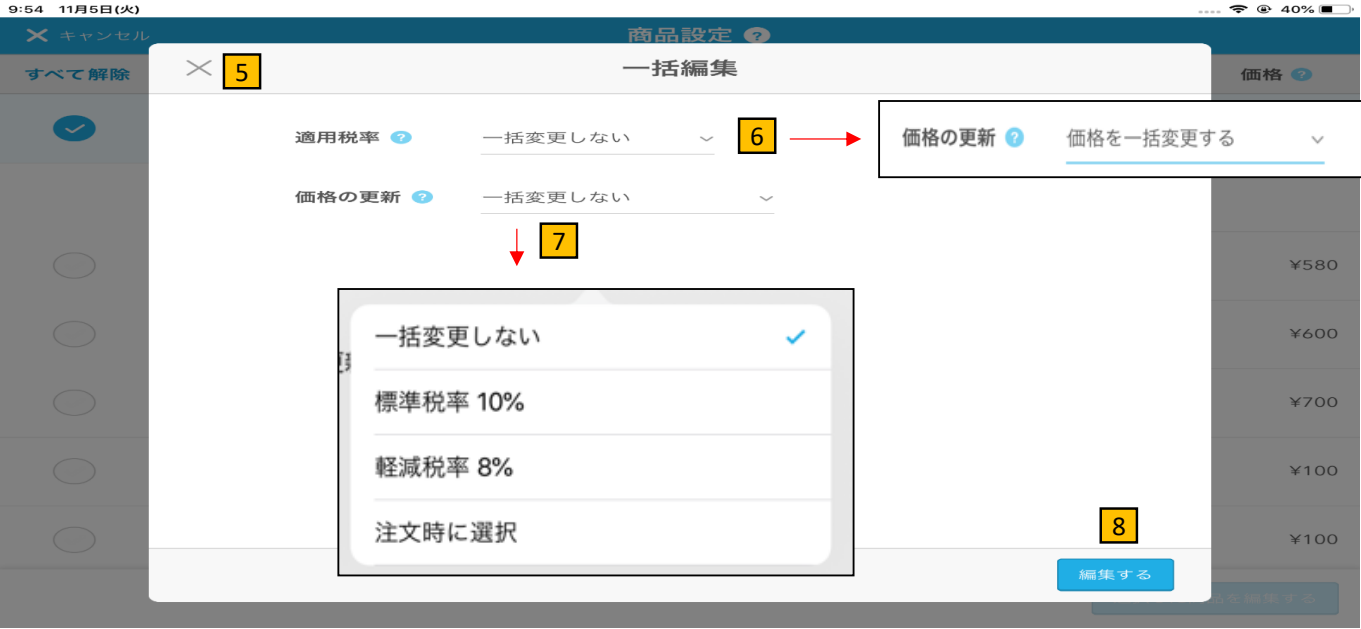 9:54 11月5日(火)
40%
キャンセル
商品設定 ?
すべて解除
5
一括編集
価格 ?
適用税率 ?
一括変更しない
6
価格の更新 ?
価格を一括変更する
価格の更新 ?
一括変更しない
7
¥580
一括変更しない
¥600
標準税率 10%
¥700
軽減税率 8%
¥100
注文時に選択
8
¥100
編集する
を編集する